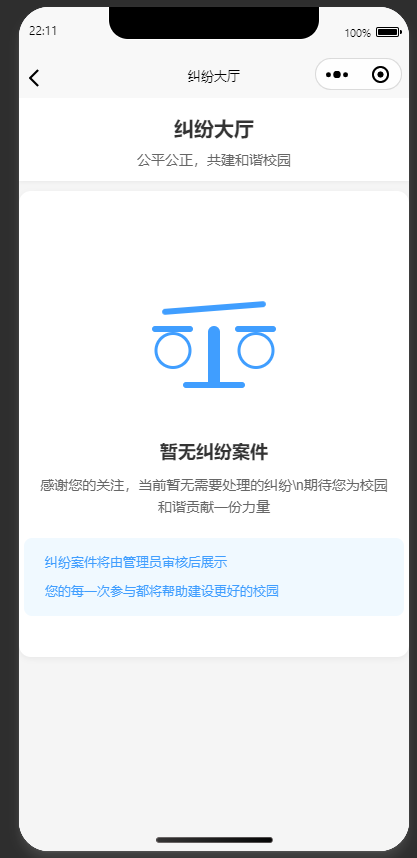 22:11
100%
纠纷大厅
纠纷大厅
公平公正，共建和谐校园
暂无纠纷案件
感谢您的关注，当前暂无需要处理的纠纷\n期待您为校园
和谐贡献一份力量
纠纷案件将由管理员审核后展示
您的每一次参与都将帮助建设更好的校园